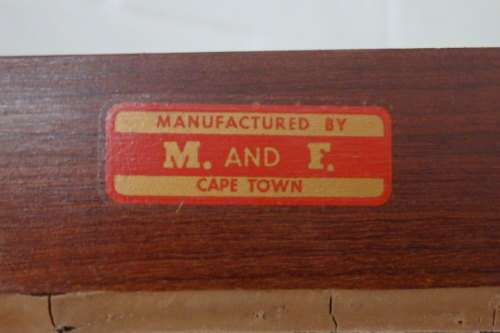 MANUFACTURED BY
M. AND F.
CAPE TOWN